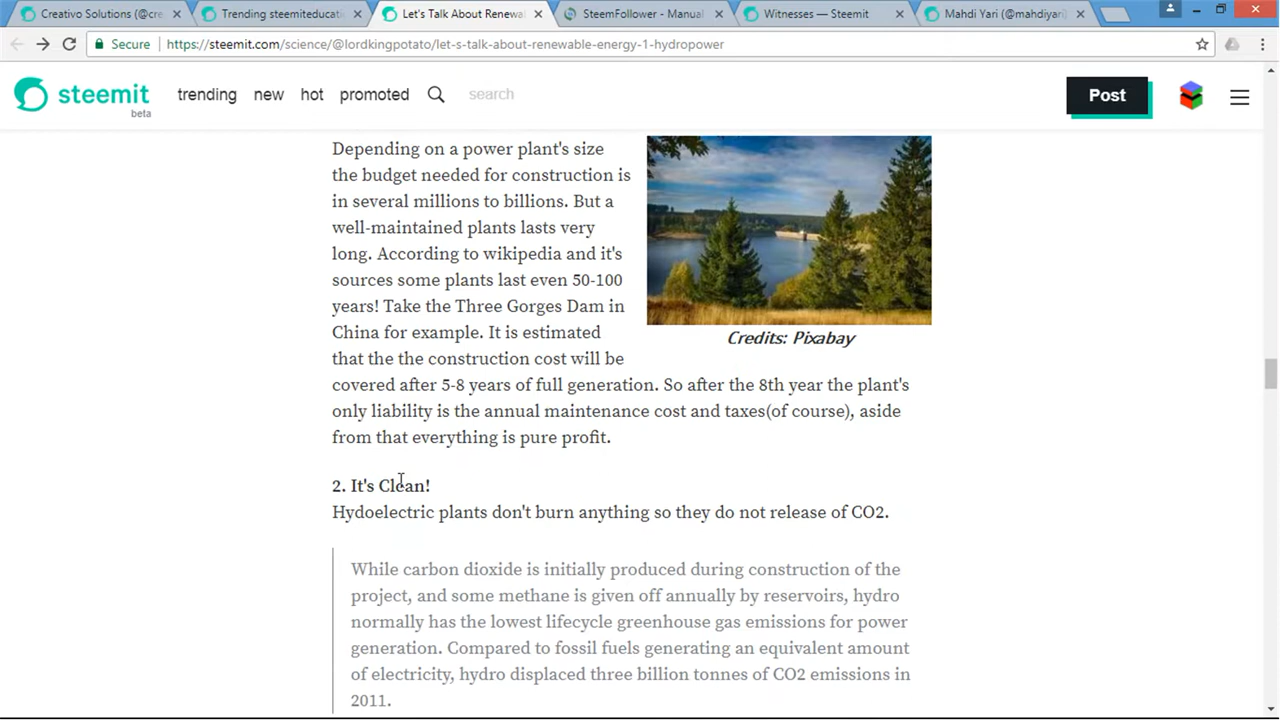 Creativo Solutions (@cre
Trending steemiteducati
Let's Talk About Renewa
SteemFollower - Manual
Witnesses — Steemit
Mahdi Yari (@mahdiyari)
Secure
https://steemit.com/science/@lordkingpotato/let-s-talk-about-renewable-energy-1-hydropower
steemit
beta
trending
new
hot
promoted
search
Post
Depending on a power plant's size
the budget needed for construction is
in several millions to billions. But a
well-maintained plants lasts very
long. According to wikipedia and it's
sources some plants last even 50-100
years! Take the Three Gorges Dam in
China for example. It is estimated
that the the construction cost will be
covered after 5-8 years of full generation. So after the 8th year the plant's
only liability is the annual maintenance cost and taxes(of course), aside
from that everything is pure profit.
Credits: Pixabay
2. It's Clean!
Hydoelectric plants don't burn anything so they do not release of CO2.
While carbon dioxide is initially produced during construction of the
project, and some methane is given off annually by reservoirs, hydro
normally has the lowest lifecycle greenhouse gas emissions for power
generation. Compared to fossil fuels generating an equivalent amount
of electricity, hydro displaced three billion tonnes of CO2 emissions in
2011.